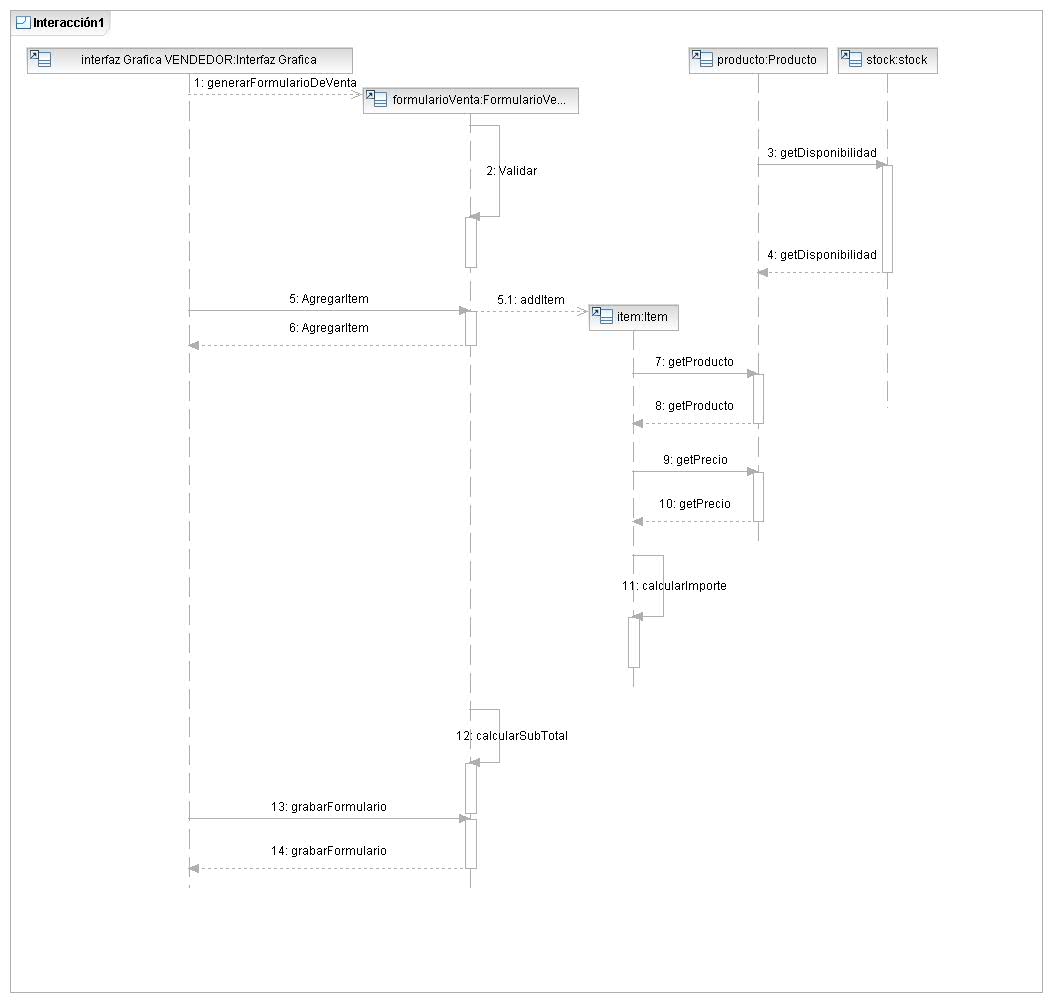 Interacción1
interfaz Grafica VENDEDOR:Interfaz Grafica
producto:Producto
stock:stock
1: generarFormularioDeVenta
formularioVenta:FormularioVe...
3: getDisponibilidad
2: Validar
4: getDisponibilidad
5: AgregarItem
5.1: addItem
item:Item
6: AgregarItem
7: getProducto
8: getProducto
9: getPrecio
10: getPrecio
11: calcularImporte
12: calcularSubTotal
13: grabarFormulario
14: grabarFormulario